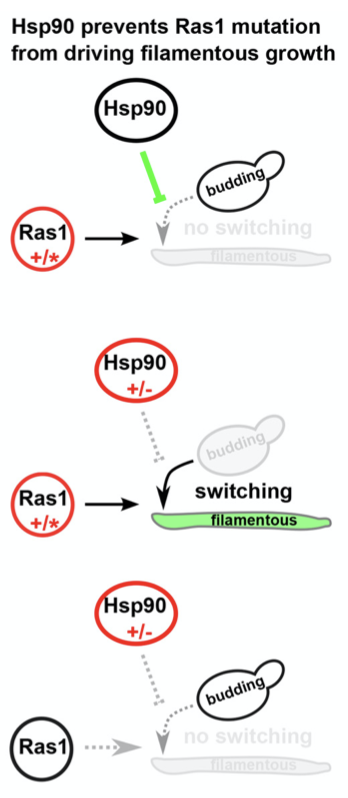 Hsp90 prevents Ras1 mutation
from driving filamentous growth
Hsp90
budding
Ras1
+/*
no switching
filamentous
Hsp90
+/-
budding
Ras1
+/*
switching
filamentous
Hsp90
+/-
budding
Ras1
no switching
filamentous